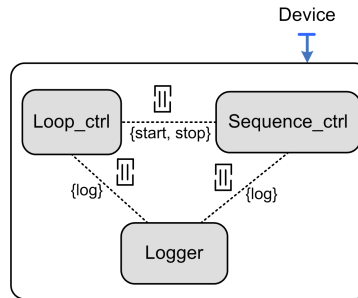 Device
Loop_ctrl
Sequence_ctrl
{start, stop}
{log}
{log}
Logger